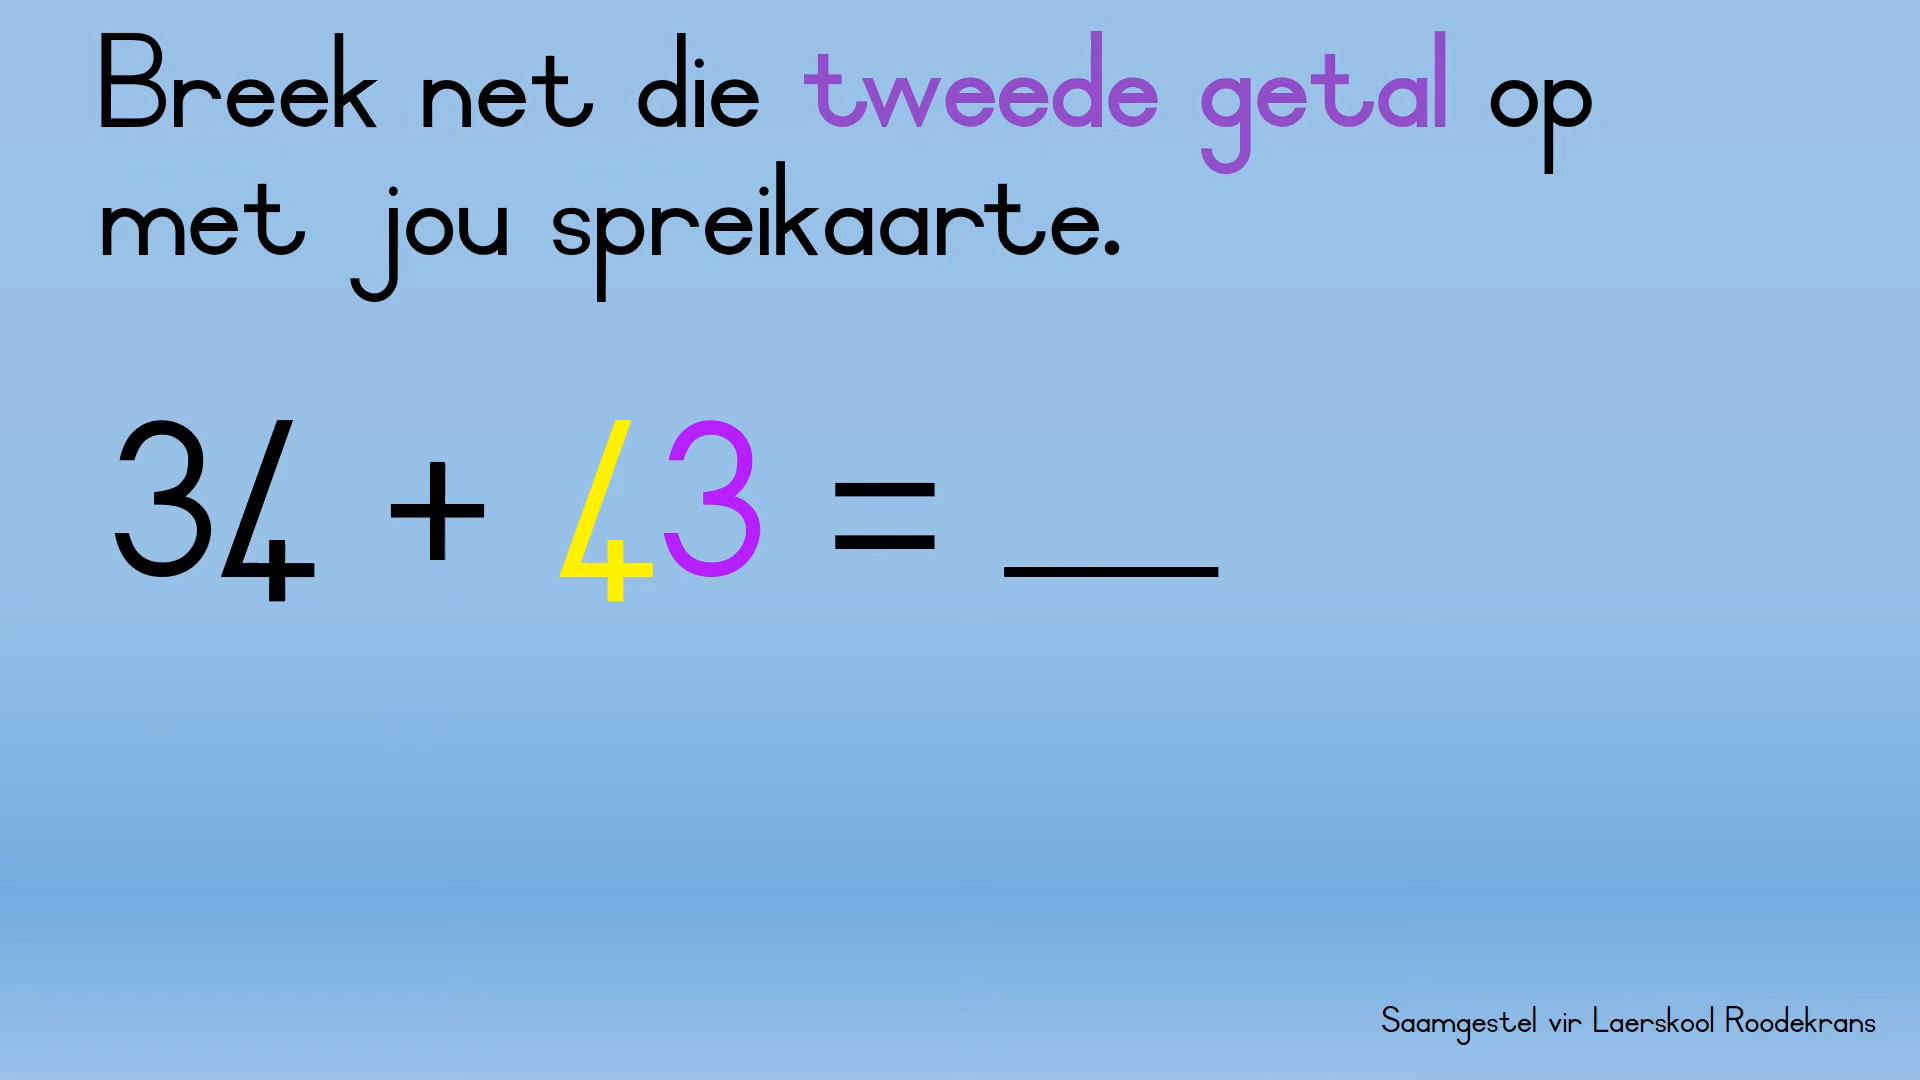 Breek net die tweede getal op
met jou spreikaarte.
34 + 43 = ___
Saamgestel vir Laerskool Roodekrans